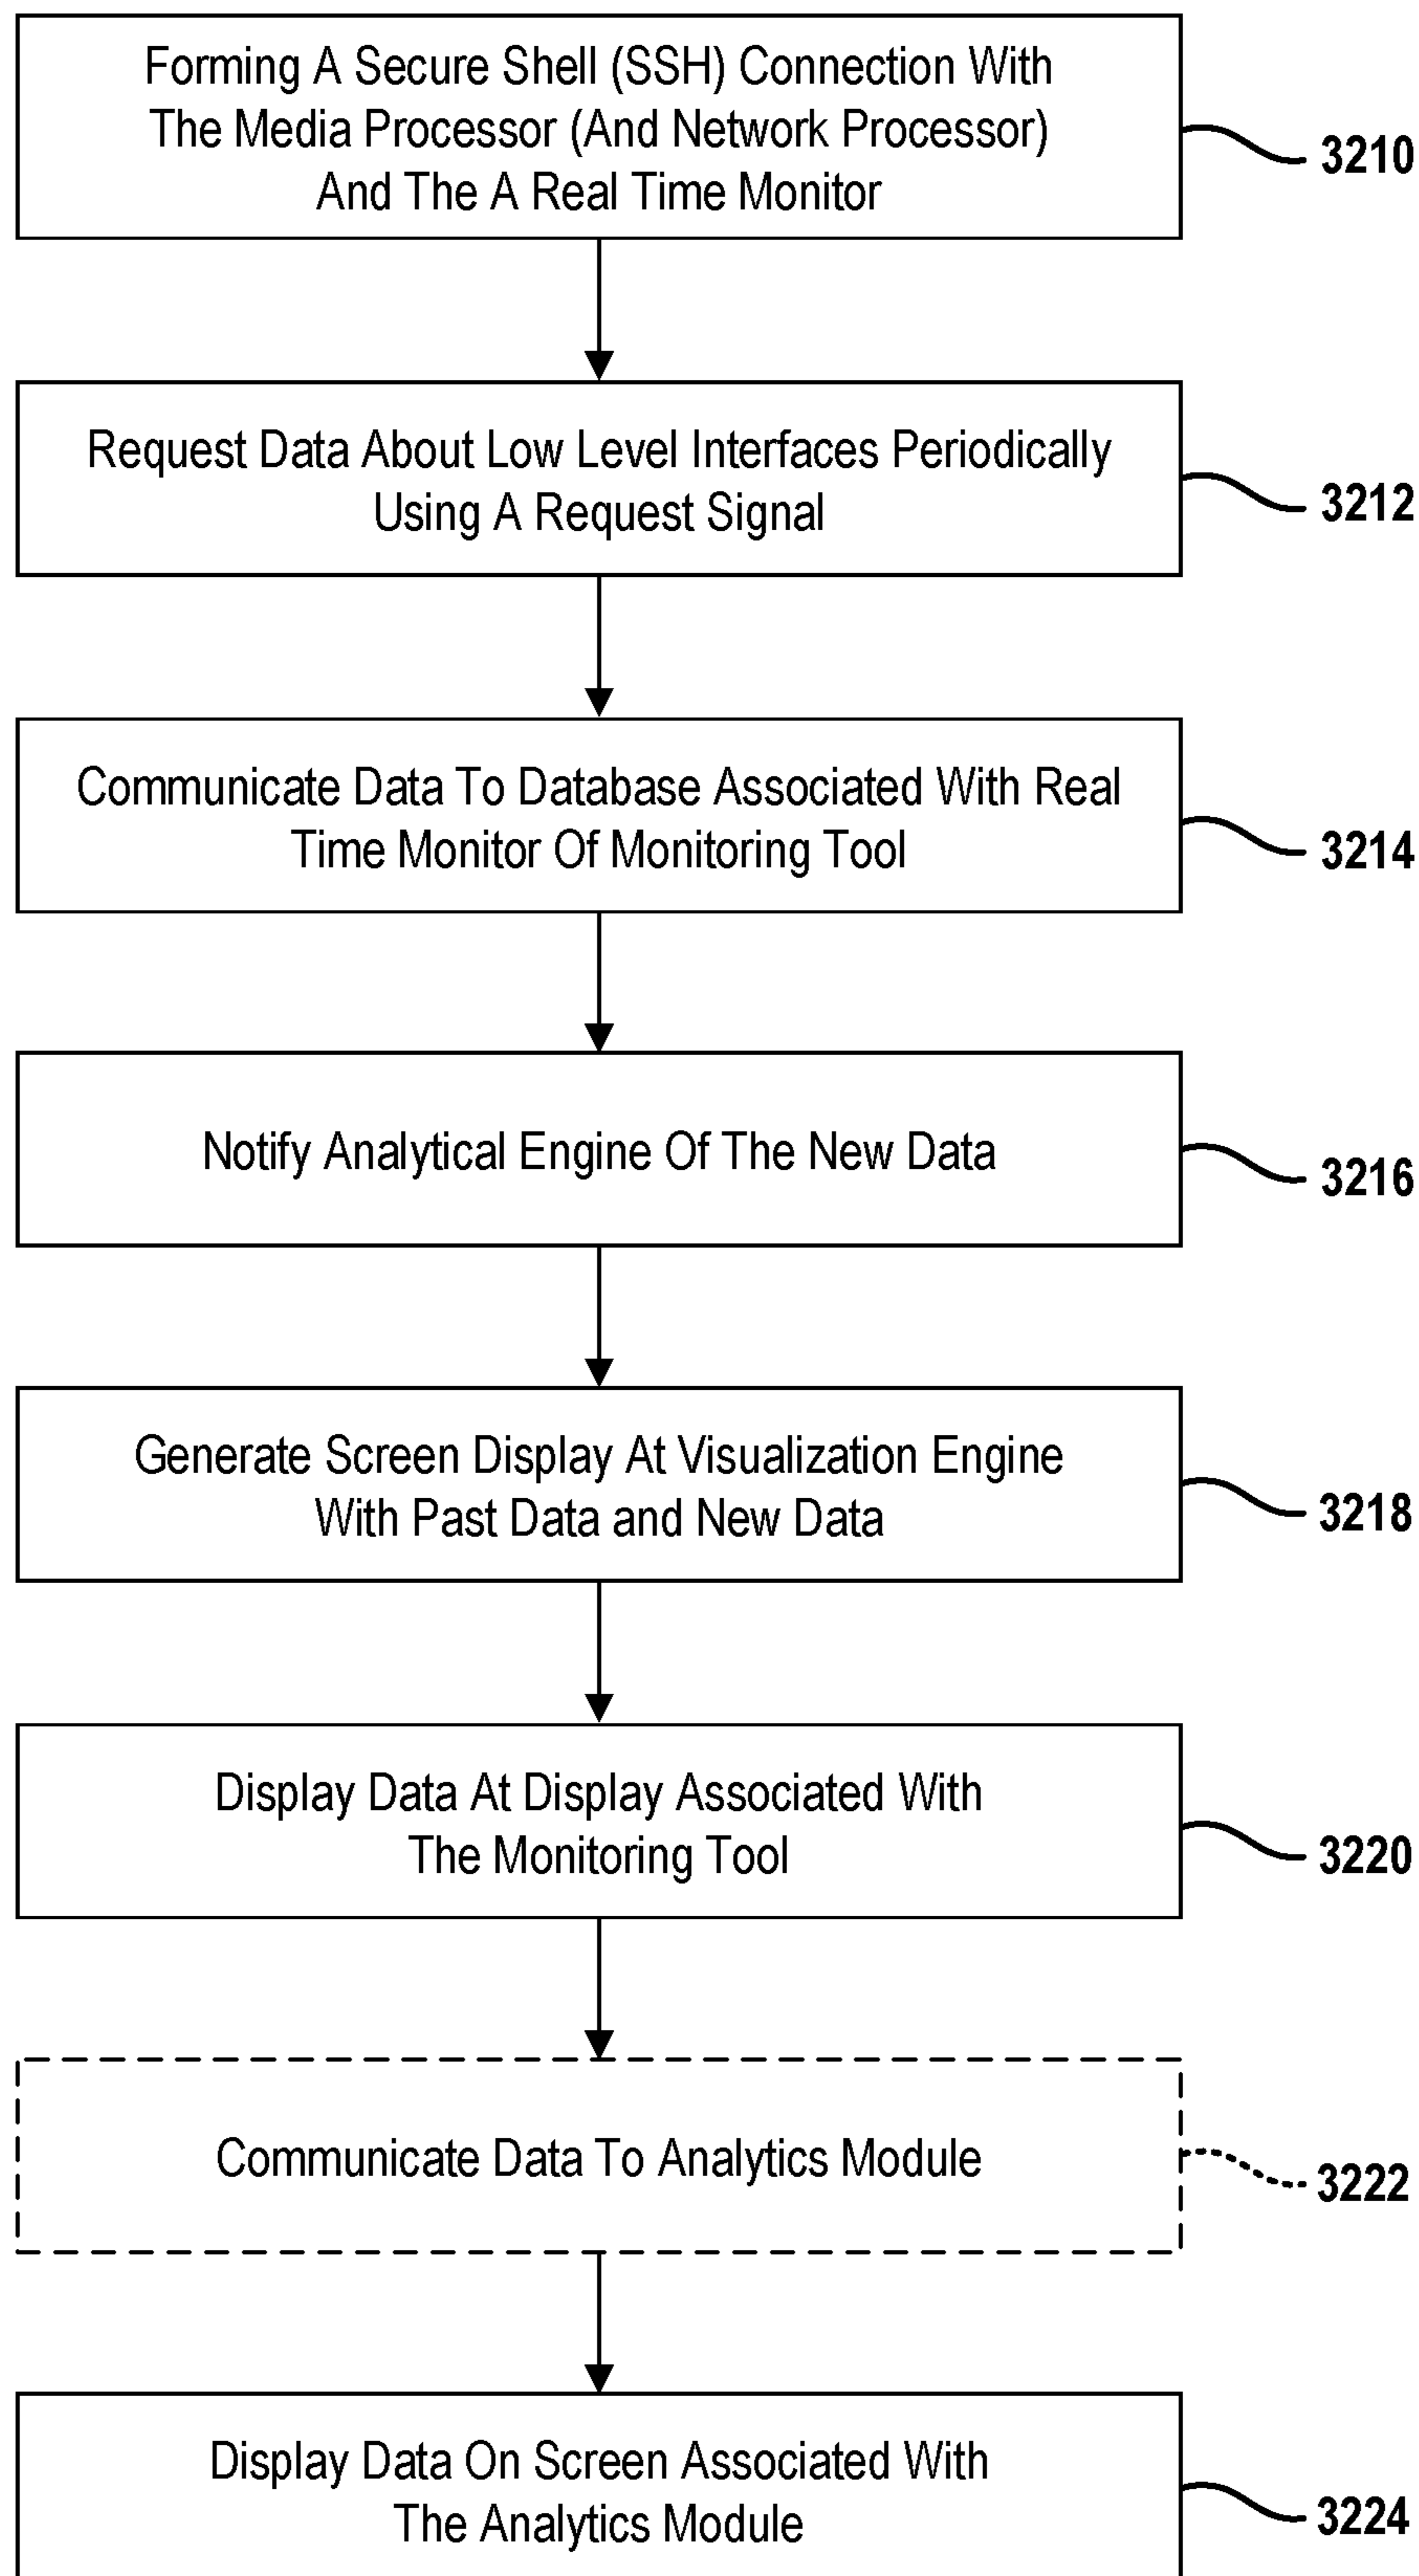 Forming A Secure Shell (SSH) Connection With
The Media Processor (And Network Processor)
And The A Real Time Monitor
3210
Request Data About Low Level Interfaces Periodically
Using A Request Signal
3212
Communicate Data To Database Associated With Real
Time Monitor Of Monitoring Tool
3214
Notify Analytical Engine Of The New Data
3216
Generate Screen Display At Visualization Engine
With Past Data and New Data
3218
Display Data At Display Associated With
The Monitoring Tool
3220
Communicate Data To Analytics Module
3222
Display Data On Screen Associated With
The Analytics Module
3224